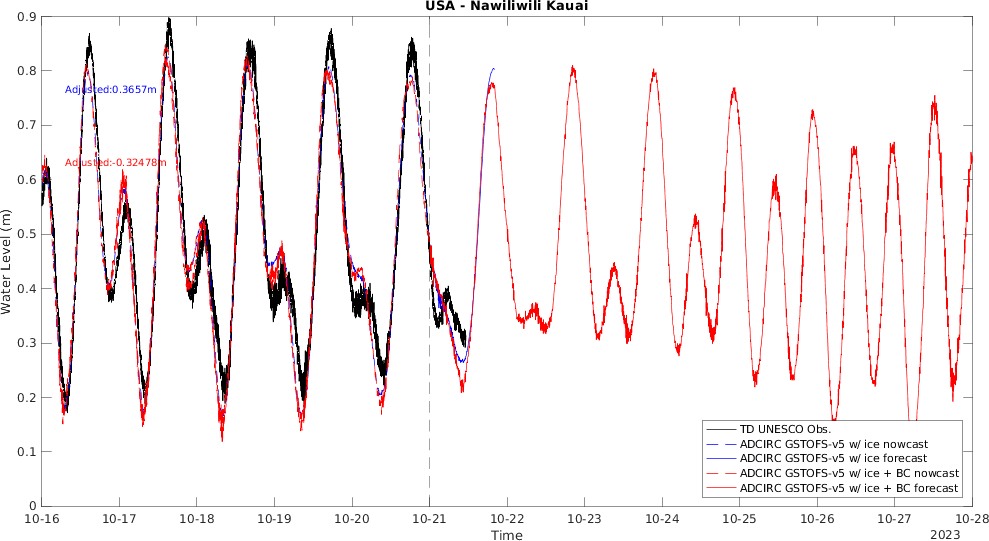 USA - Nawiliwili Kauai
0.9
0.8
0.7
0.6
0.5
0.4
0.3
0.2
0.1
0
Water Level (m)
Adjusted:0.3657m
Adjusted:-0.32478m
TD UNESCO Obs.
ADCIRC GSTOFS-v5 w/ ice nowcast
ADCIRC GSTOFS-v5 w/ ice forecast
ADCIRC GSTOFS-v5 w/ ice + BC nowcast
ADCIRC GSTOFS-v5 w/ ice + BC forecast
10-16 10-17 10-18 10-19 10-20 10-21 10-22 10-23 10-24 10-25 10-26 10-27 10-28
Time
2023